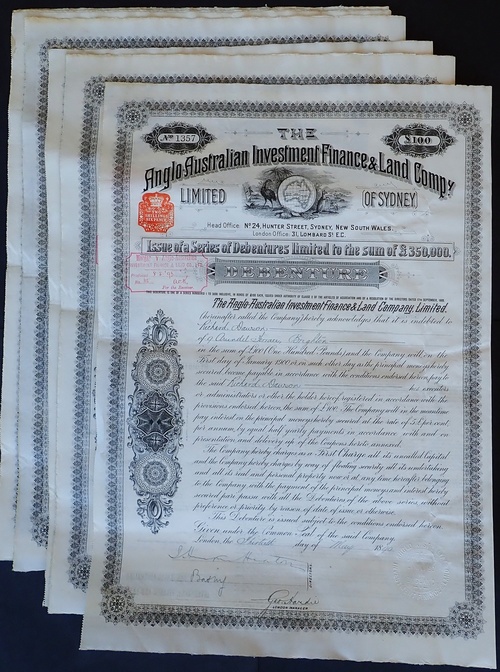 No 1357
THE
£100
Anglo-Australian Investment Finance & Land Compy
LIMITED
(OF SYDNEY)
Head Office. No 24, HUNTER STREET, SYDNEY, NEW SOUTH WALES.
London Office: 31, LOMBARD St E.C.
Issue of a Series of Debentures limited to the sum of £350,000.
DEBENTURE
The Anglo-Australian Investment Finance & Land Company, Limited.
(hereinafter called the Company) hereby acknowledges that it is indebted to
Richard
of 9 Arundel Brighton
in the sum of £100 (One Hundred Pounds) and the Company will on the
First day of January 1900 or on such other day as the principal moneys hereby
secured become payable in accordance with the conditions endorsed hereon pay to
the said Richard his executors
or administrators or other the holder hereof registered in accordance with the
provisions endorsed hereon, the sum of £100. The Company will in the meantime
pay interest on the principal moneys hereby secured at the rate of 5½ per cent.
per annum, by equal half yearly payments in accordance with and on
presentation and delivery up of the Coupons hereto annexed.
The Company hereby charges as a First Charge all its uncalled Capital
and the Company hereby charges by way of floating security all its undertaking
and all its real and personal property now or at any time hereafter belonging
to the Company with the payment of the principal moneys and interest hereby
secured pari passu with all the Debentures of the above series without
preference or priority by reason of date of issue or otherwise.
This Debenture is issued subject to the conditions endorsed hereon.
Given under the Common Seal of the said Company.
London, the day of May 18
LONDON MANAGER